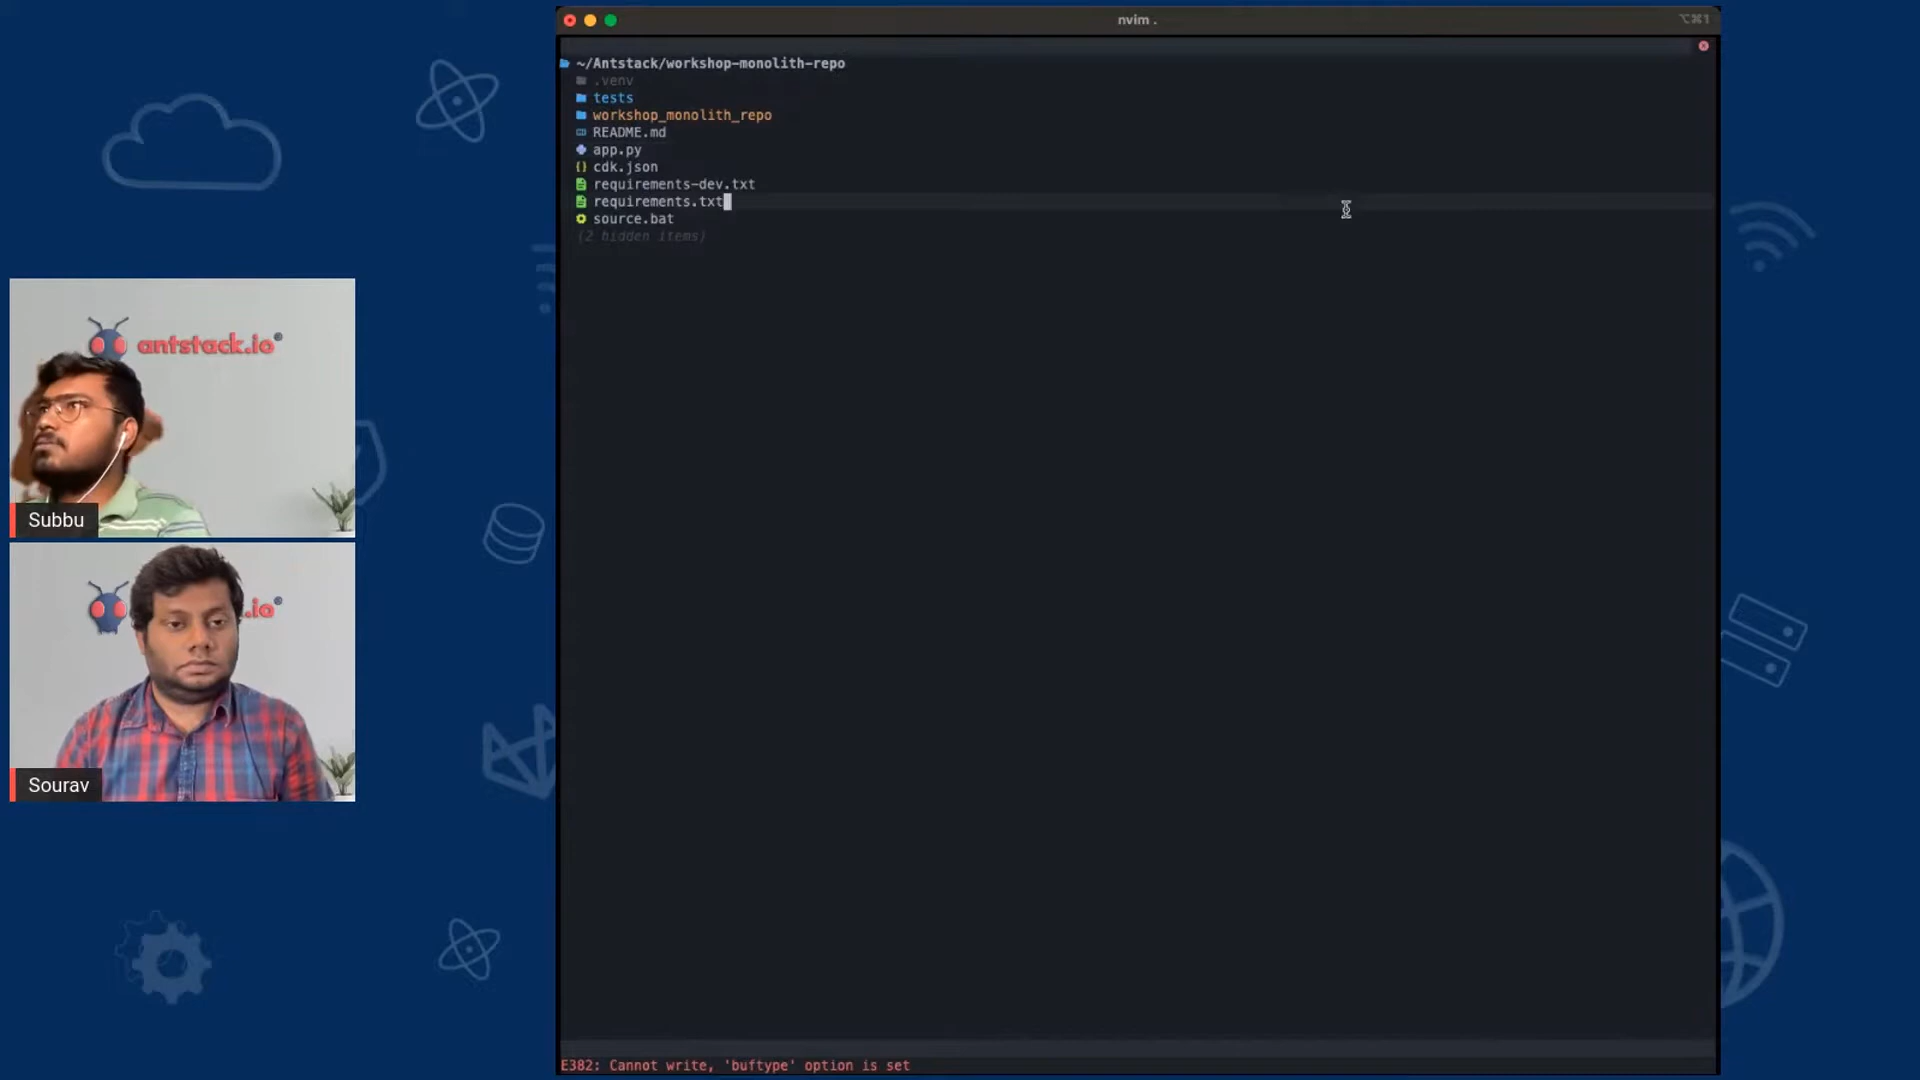 nvim .
⌥⌘1
~/Antstack/workshop-monolith-repo
.venv
tests
workshop_monolith_repo
README.md
app.py
{} cdk.json
requirements-dev.txt
requirements.txt
source.bat
(2 hidden items)
antstack.io
Subbu
.io
Sourav
E382: Cannot write, 'buftype' option is set